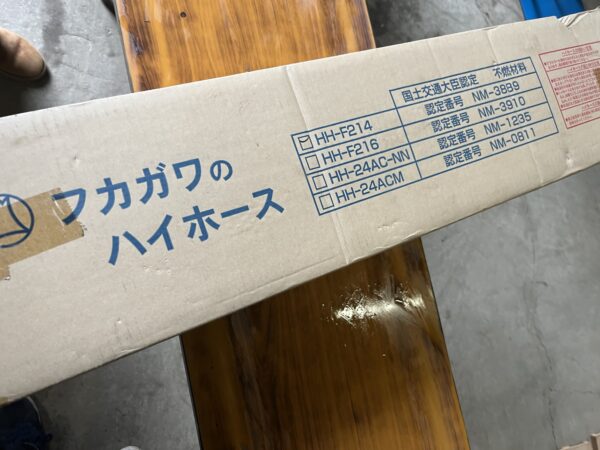 フカガワの
ハイホース
国土交通大臣認定 不燃材料
HH-F214 認定番号 NM-3839
HH-F216 認定番号 NM-3910
HH-24AC-NN 認定番号 NM-1235
HH-24ACM 認定番号 NM-0811